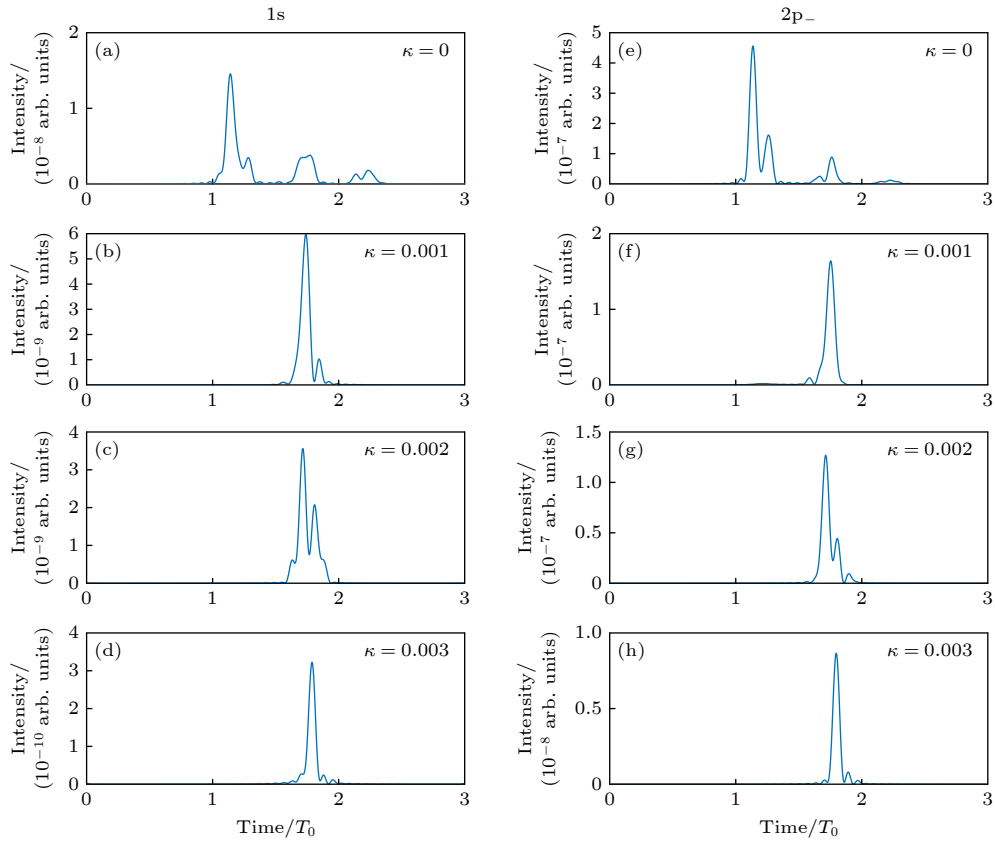 1s
2p₋
(a)
κ = 0
Intensity/
(10⁻⁸ arb. units)
2
1
0
0 1 2 3
(e)
κ = 0
Intensity/
(10⁻⁷ arb. units)
5
4
3
2
1
0
0 1 2 3
(b)
κ = 0.001
Intensity/
(10⁻⁹ arb. units)
6
5
4
3
2
1
0
0 1 2 3
(f)
κ = 0.001
Intensity/
(10⁻⁷ arb. units)
2
1
0
0 1 2 3
(c)
κ = 0.002
Intensity/
(10⁻⁹ arb. units)
4
3
2
1
0
0 1 2 3
(g)
κ = 0.002
Intensity/
(10⁻⁷ arb. units)
1.5
1.0
0.5
0
0 1 2 3
(d)
κ = 0.003
Intensity/
(10⁻¹⁰ arb. units)
4
3
2
1
0
0 1 2 3
Time/T₀
(h)
κ = 0.003
Intensity/
(10⁻⁸ arb. units)
1.0
0.5
0
0 1 2 3
Time/T₀